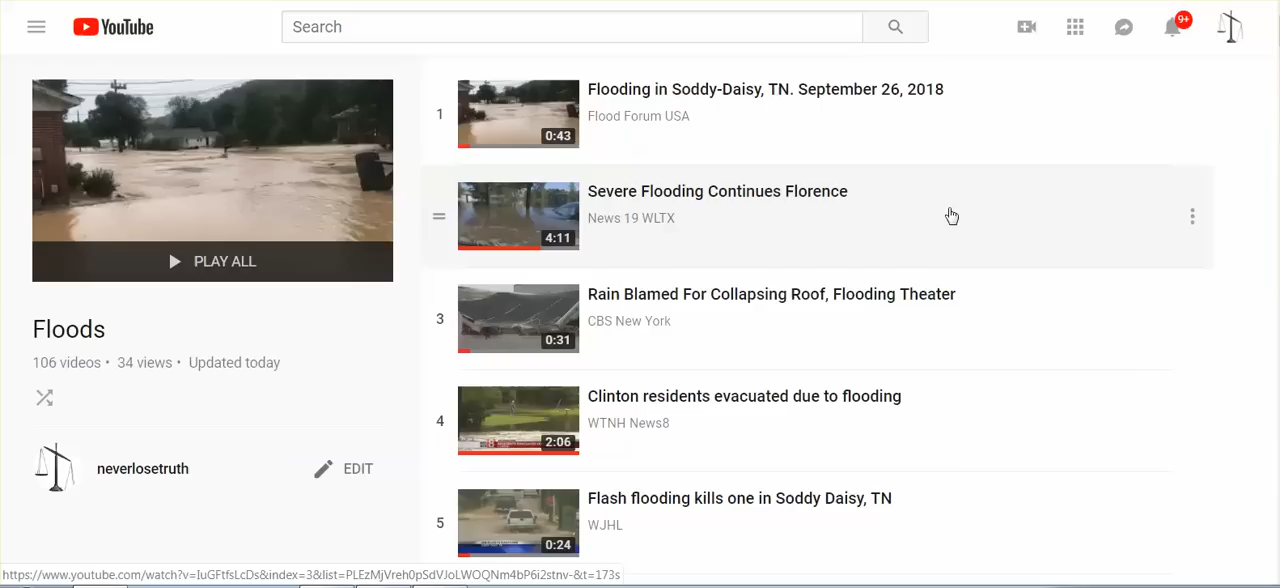 YouTube
Search
9+
PLAY ALL
Floods
106 videos • 34 views • Updated today
neverlosetruth
EDIT
1
0:43
Flooding in Soddy-Daisy, TN. September 26, 2018
Flood Forum USA
4:11
Severe Flooding Continues Florence
News 19 WLTX
3
0:31
Rain Blamed For Collapsing Roof, Flooding Theater
CBS New York
4
2:06
Clinton residents evacuated due to flooding
WTNH News8
5
0:24
Flash flooding kills one in Soddy Daisy, TN
WJHL
https://www.youtube.com/watch?v=IuGFtfsLcDs&index=3&list=PLEzMjVreh0pSdVJoLWOQNm4bP6i2stnv-&t=173s